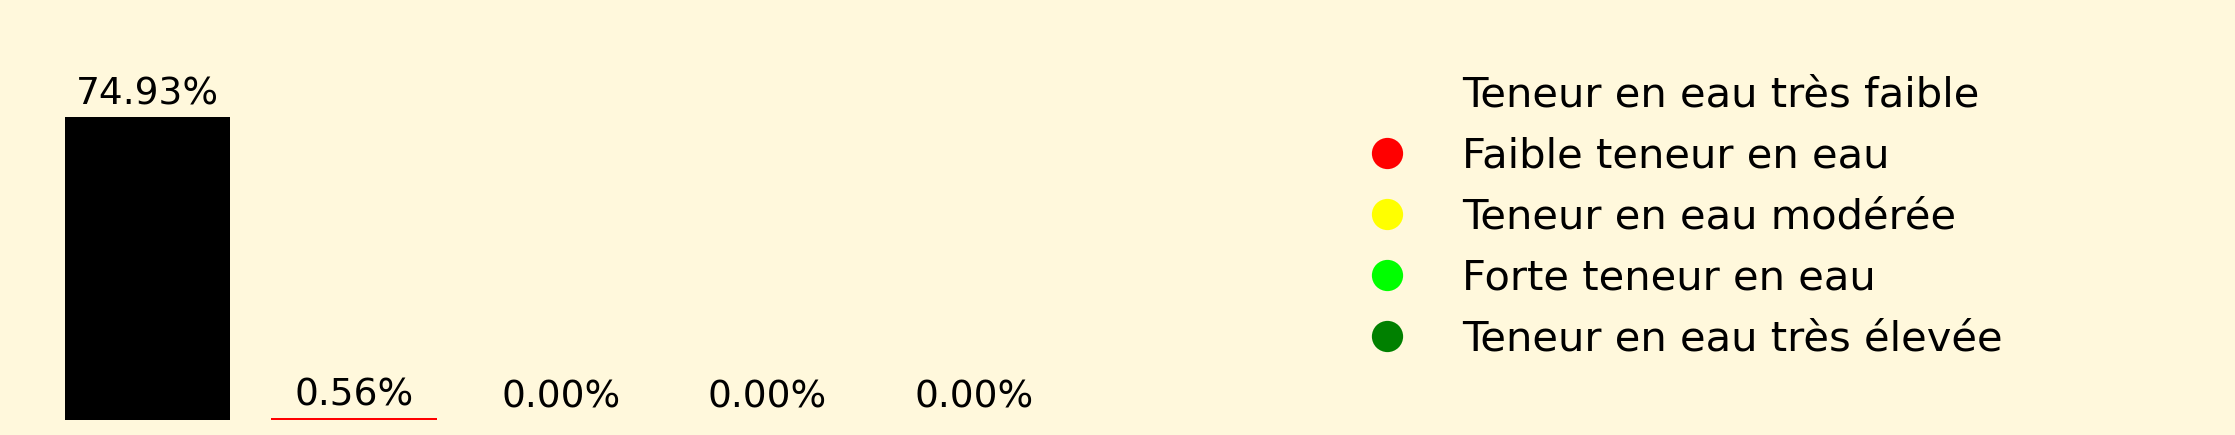 74.93%
0.56%
0.00%
0.00%
0.00%
Teneur en eau très faible
Faible teneur en eau
Teneur en eau modérée
Forte teneur en eau
Teneur en eau très élevée